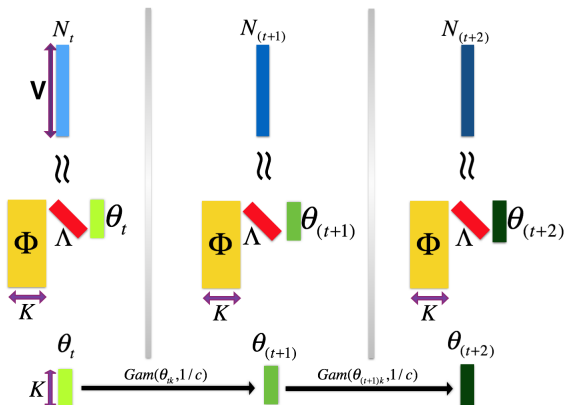 N_t N_(t+1) N_(t+2)
V
≈ ≈ ≈
Φ Λ θ_t Φ Λ θ_(t+1) Φ Λ θ_(t+2)
K K K
θ_t θ_(t+1) θ_(t+2)
K Gam(θ_tk,1/c) Gam(θ_(t+1)k,1/c)